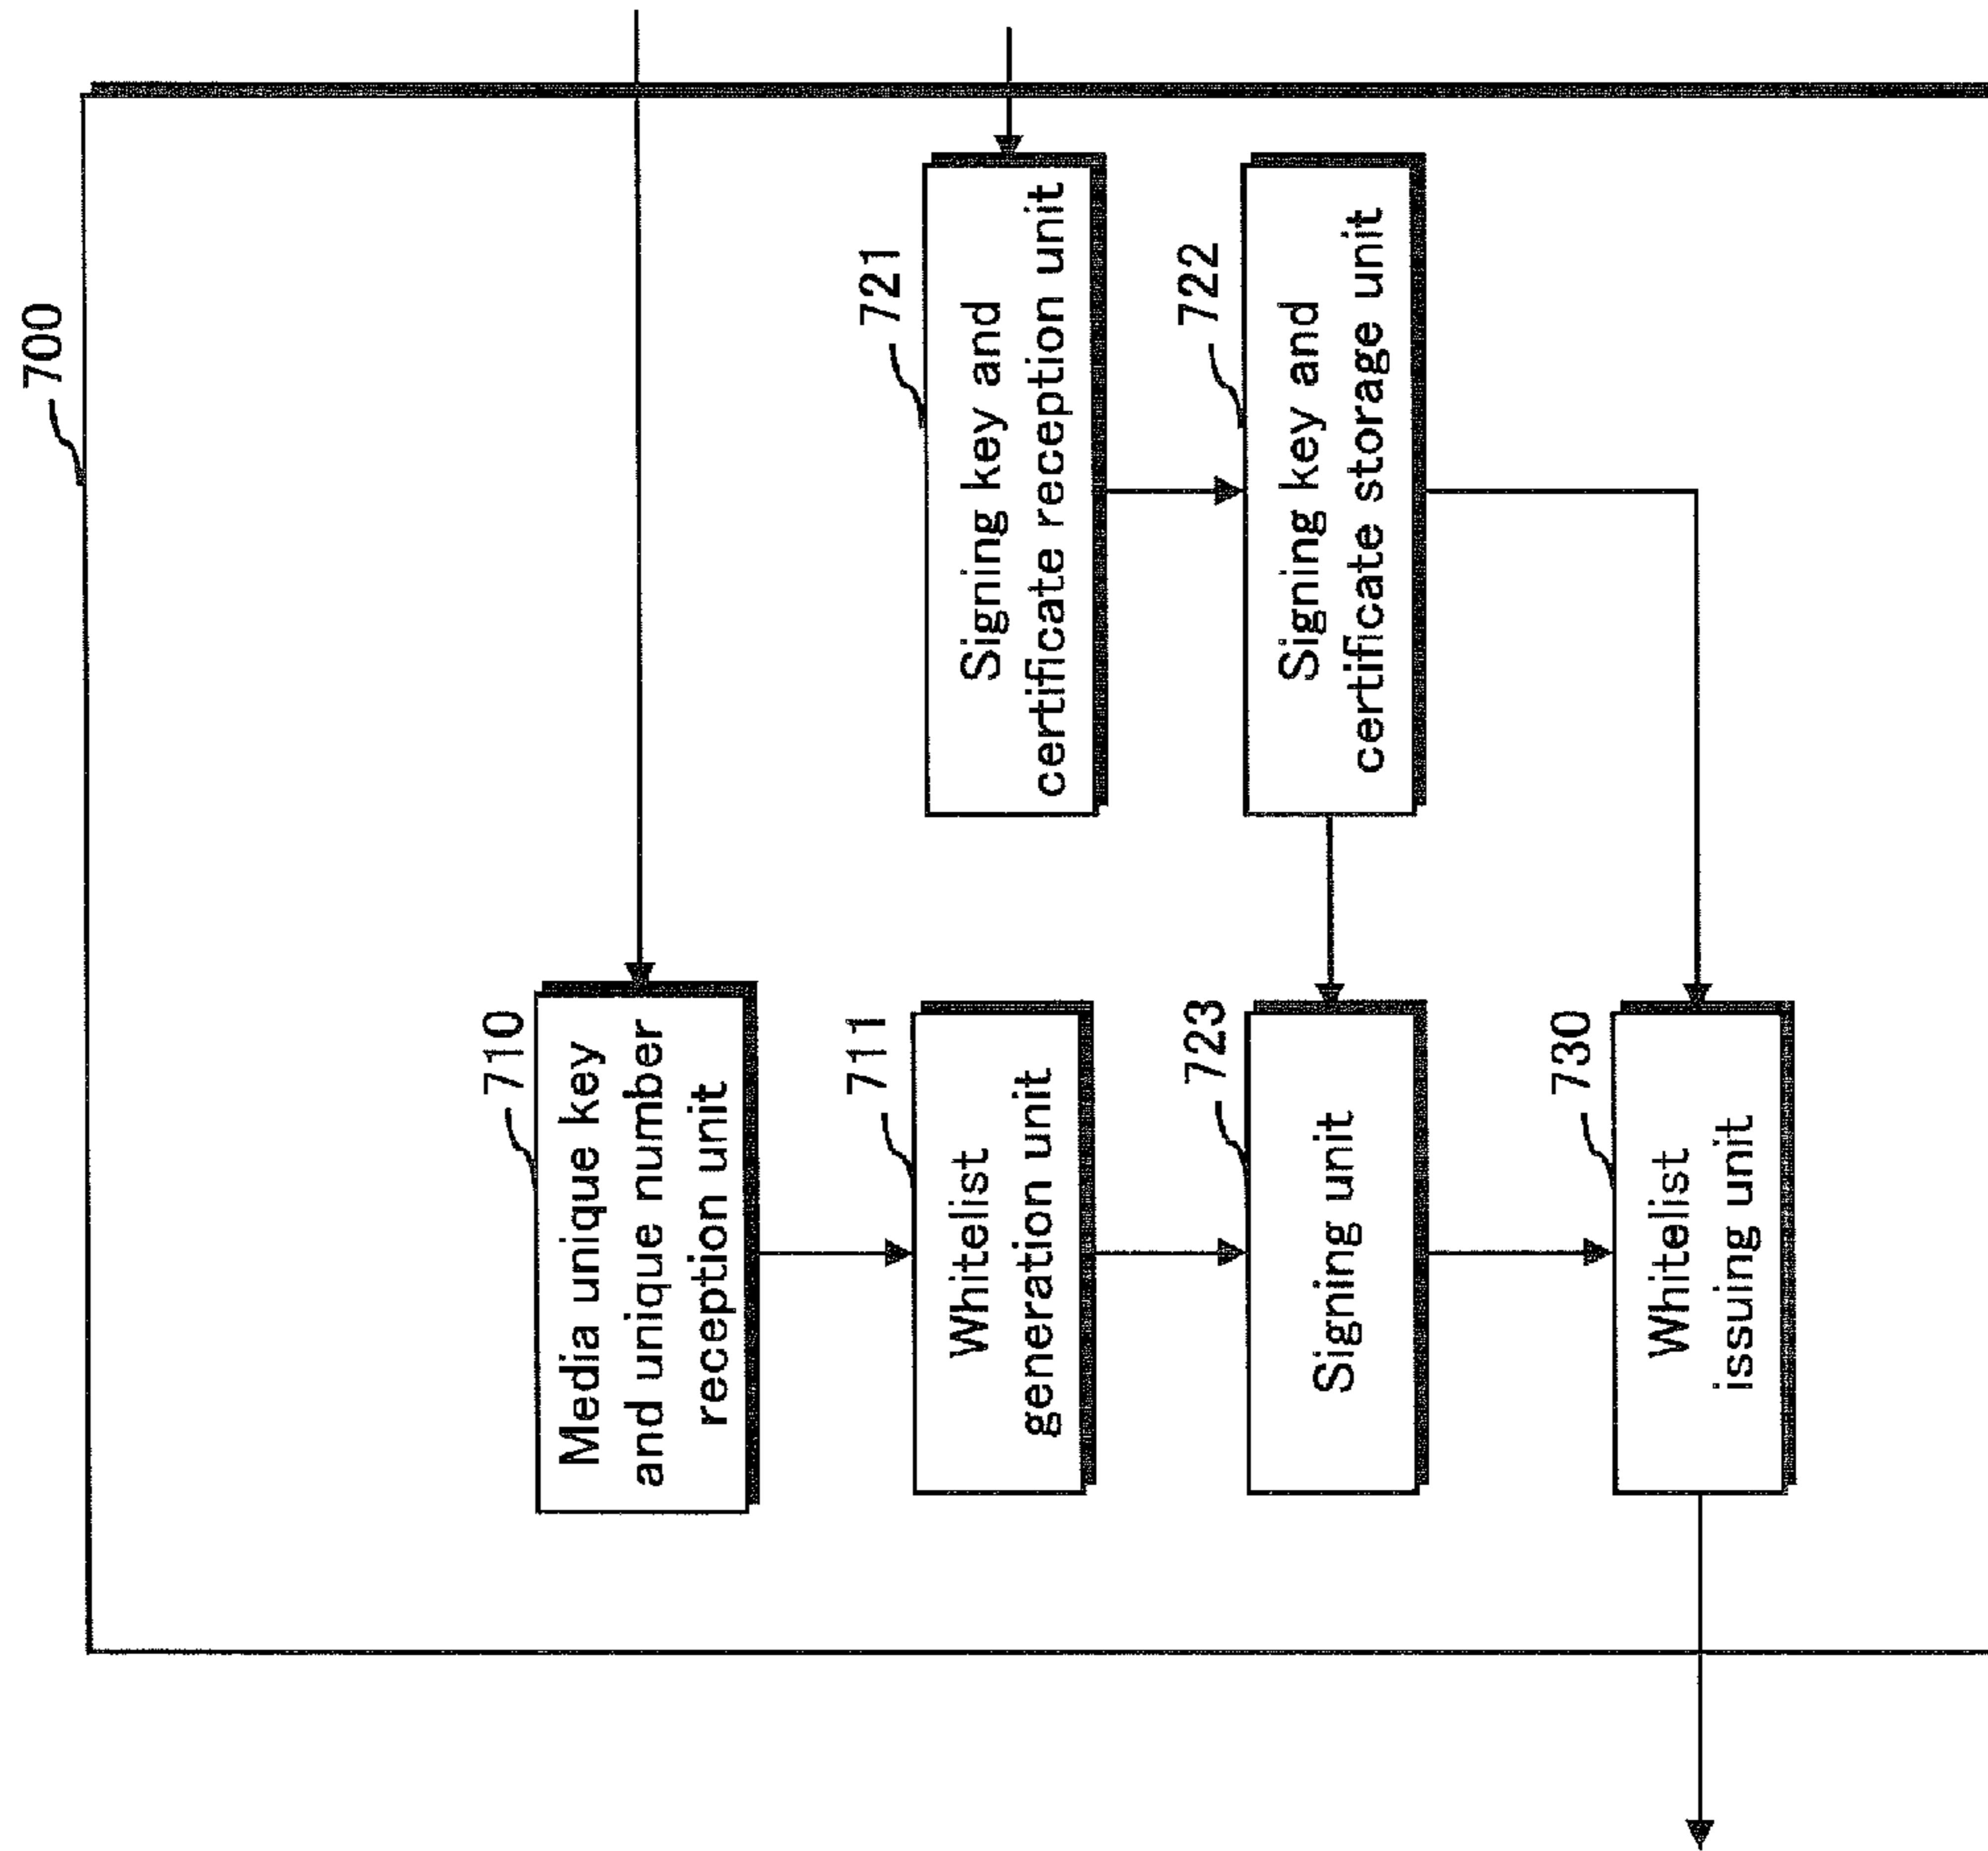 700
710
Media unique key
and unique number
reception unit
711
Whitelist
generation unit
723
Signing unit
730
Whitelist
issuing unit
721
Signing key and
certificate reception unit
722
Signing key and
certificate storage unit